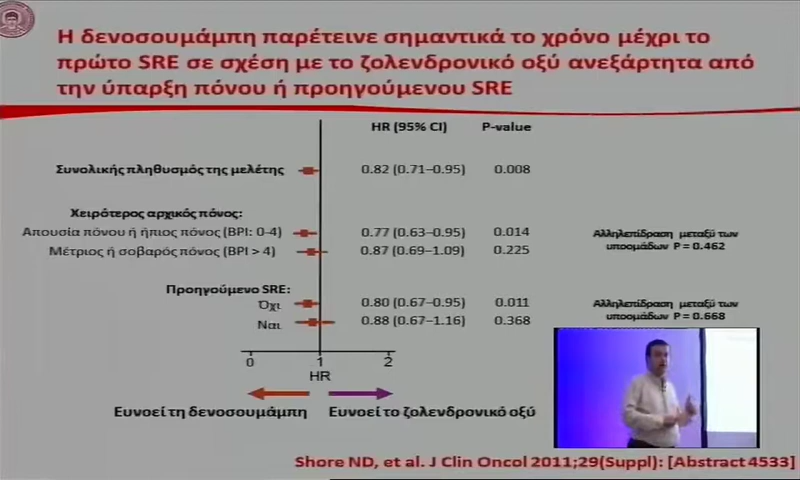 Η δενοσουμάμπη παρέτεινε σημαντικά το χρόνο μέχρι το
πρώτο SRE σε σχέση με το ζολενδρονικό οξύ ανεξάρτητα από
την ύπαρξη πόνου ή προηγούμενου SRE
HR (95% CI) P-value
Συνολικής πληθυσμός της μελέτης 0.82 (0.71–0.95) 0.008
Χειρότερος αρχικός πόνος:
Απουσία πόνου ή ήπιος πόνος (BPI: 0-4) 0.77 (0.63–0.95) 0.014
Μέτριος ή σοβαρός πόνος (BPI > 4) 0.87 (0.69–1.09) 0.225
Αλληλεπίδραση μεταξύ των
υποομάδων P = 0.462
Προηγούμενο SRE:
Όχι 0.80 (0.67–0.95) 0.011
Ναι 0.88 (0.67–1.16) 0.368
Αλληλεπίδραση μεταξύ των
υποομάδων P = 0.668
0 1 2
HR
Ευνοεί τη δενοσουμάμπη Ευνοεί το ζολενδρονικό οξύ
Shore ND, et al. J Clin Oncol 2011;29(Suppl): [Abstract 4533]